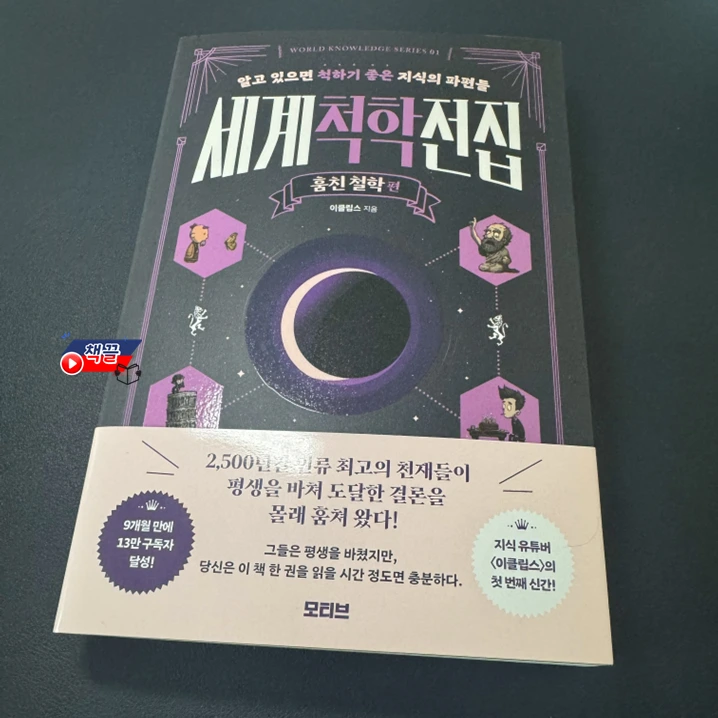 WORLD KNOWLEDGE SERIES 01
알고 있으면 척하기 좋은 지식의 파편들
세계척학전집
훔친 철학 편
이클립스 지음
책끌
2,500년간 인류 최고의 천재들이
평생을 바쳐 도달한 결론을
몰래 훔쳐 왔다!
9개월 만에
13만 구독자
달성!
그들은 평생을 바쳤지만,
당신은 이 책 한 권을 읽을 시간 정도면 충분하다.
지식 유튜버
〈이클립스〉의
첫 번째 신간!
모티브